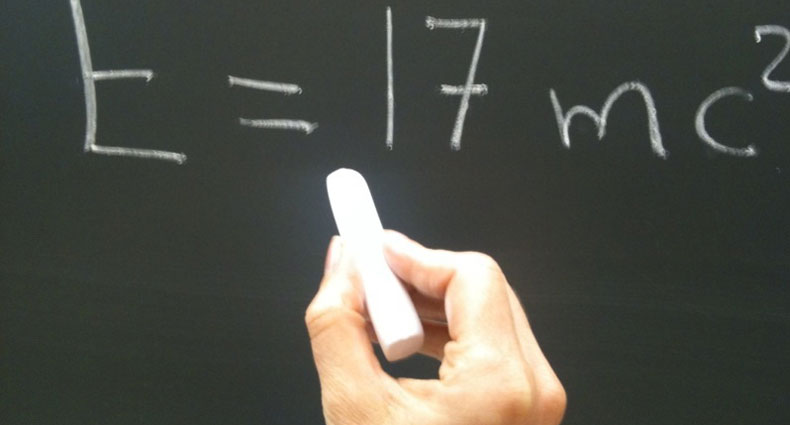 E = 17 mc²